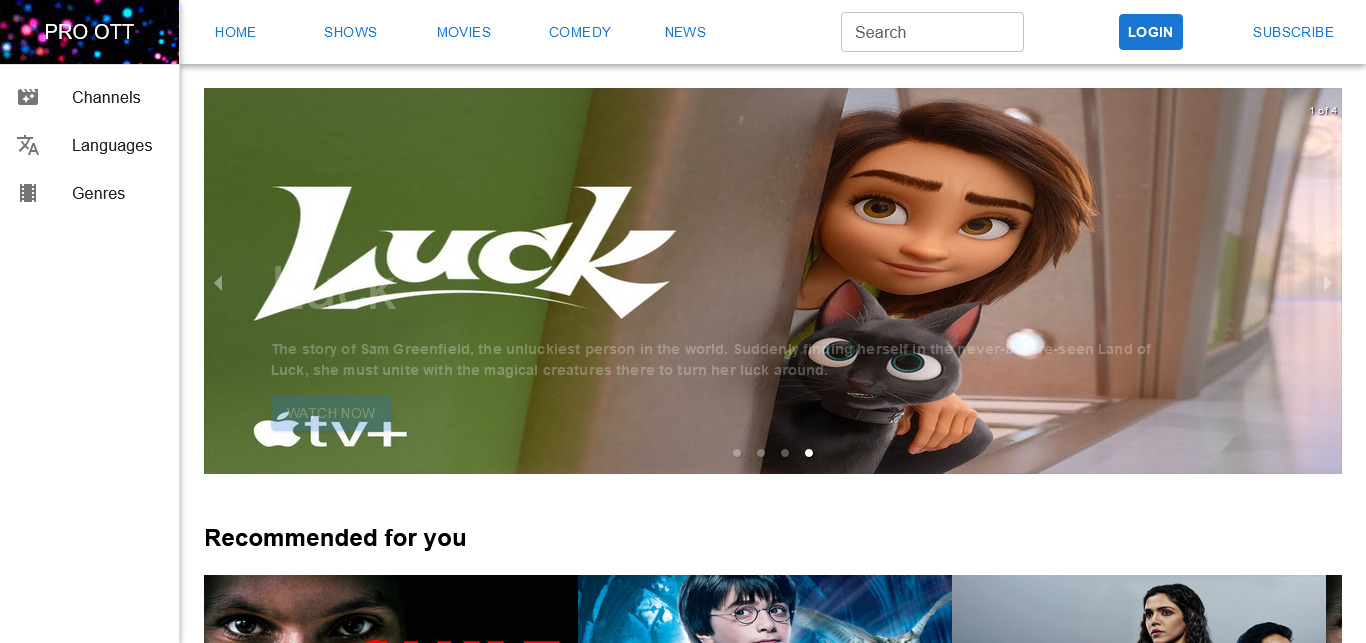 PRO OTT
HOME
SHOWS
MOVIES
COMEDY
NEWS
Search
LOGIN
SUBSCRIBE
Channels
Languages
Genres
1 of 4
Luck
Luck
The story of Sam Greenfield, the unluckiest person in the world. Suddenly finding herself in the never-before-seen Land of
Luck, she must unite with the magical creatures there to turn her luck around.
WATCH NOW
tv+
Recommended for you